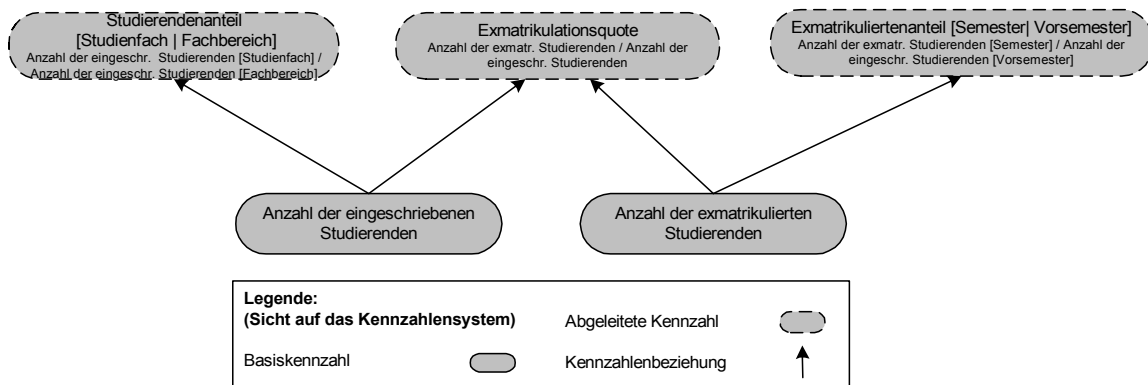 Studierendenanteil
[Studienfach | Fachbereich]
Anzahl der eingeschr. Studierenden [Studienfach] /
Anzahl der eingeschr. Studierenden [Fachbereich]
Exmatrikulationsquote
Anzahl der exmatr. Studierenden / Anzahl der
eingeschr. Studierenden
Exmatrikuliertenanteil [Semester| Vorsemester]
Anzahl der exmatr. Studierenden [Semester] / Anzahl der
eingeschr. Studierenden [Vorsemester]
Anzahl der eingeschriebenen
Studierenden
Anzahl der exmatrikulierten
Studierenden
Legende:
(Sicht auf das Kennzahlensystem)
Abgeleitete Kennzahl
Basiskennzahl
Kennzahlenbeziehung